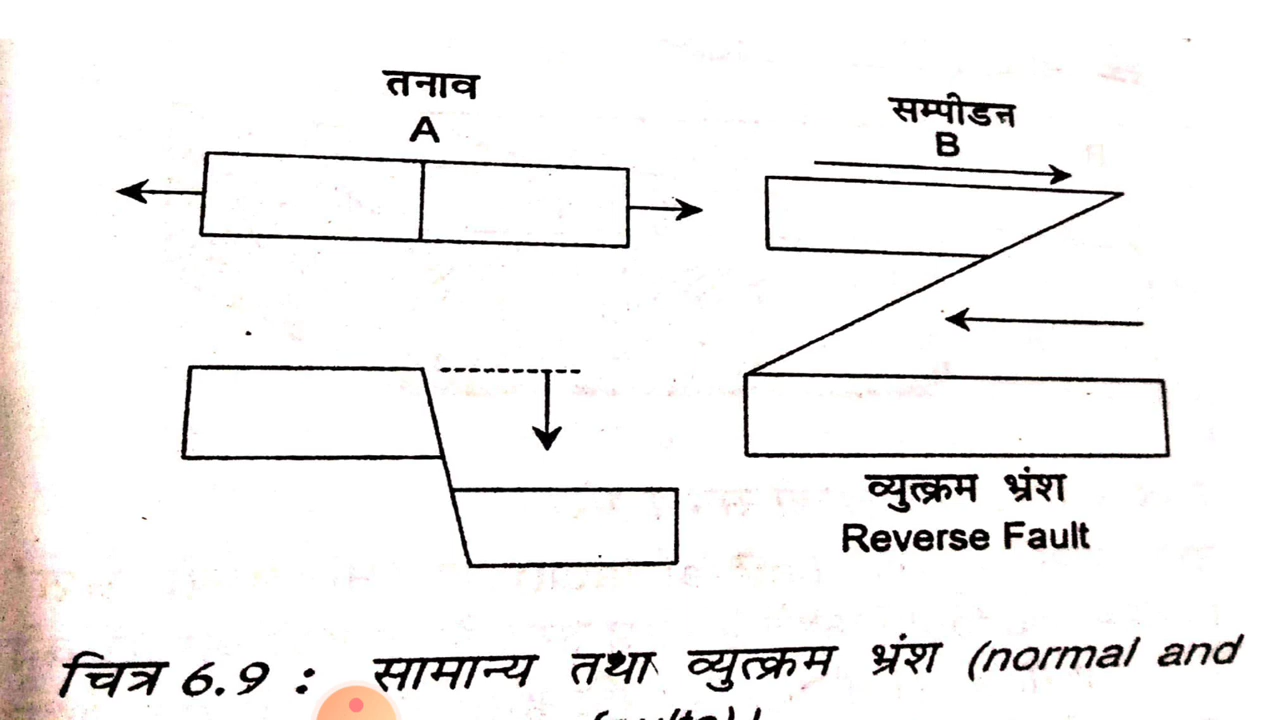 तनाव
A
सम्पीडन
B
व्युत्क्रम भ्रंश
Reverse Fault
चित्र 6.9 : सामान्य तथा व्युत्क्रम भ्रंश (normal and